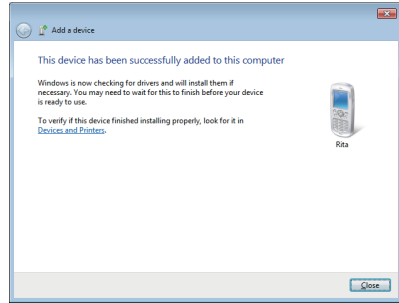 Add a device
This device has been successfully added to this computer
Windows is now checking for drivers and will install them if
necessary. You may need to wait for this to finish before your device
is ready to use.
To verify if this device finished installing properly, look for it in
Devices and Printers.
Rita
Close